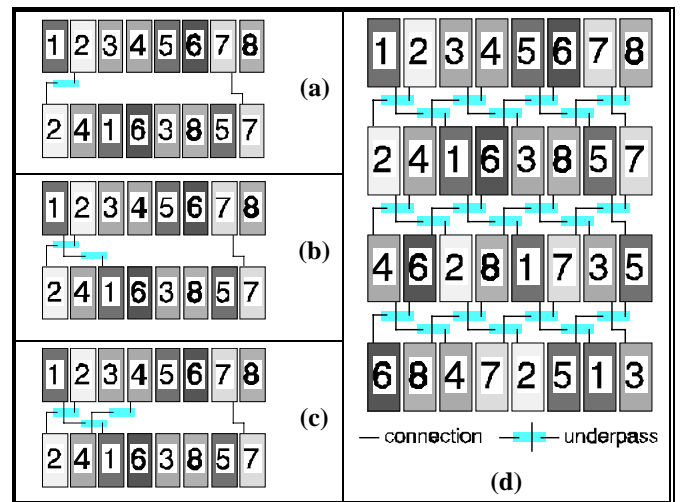 1 2 3 4 5 6 7 8
(a)
2 4 1 6 3 8 5 7
1 2 3 4 5 6 7 8
(b)
2 4 1 6 3 8 5 7
1 2 3 4 5 6 7 8
(c)
2 4 1 6 3 8 5 7
1 2 3 4 5 6 7 8
2 4 1 6 3 8 5 7
4 6 2 8 1 7 3 5
6 8 4 7 2 5 1 3
connection underpass
(d)